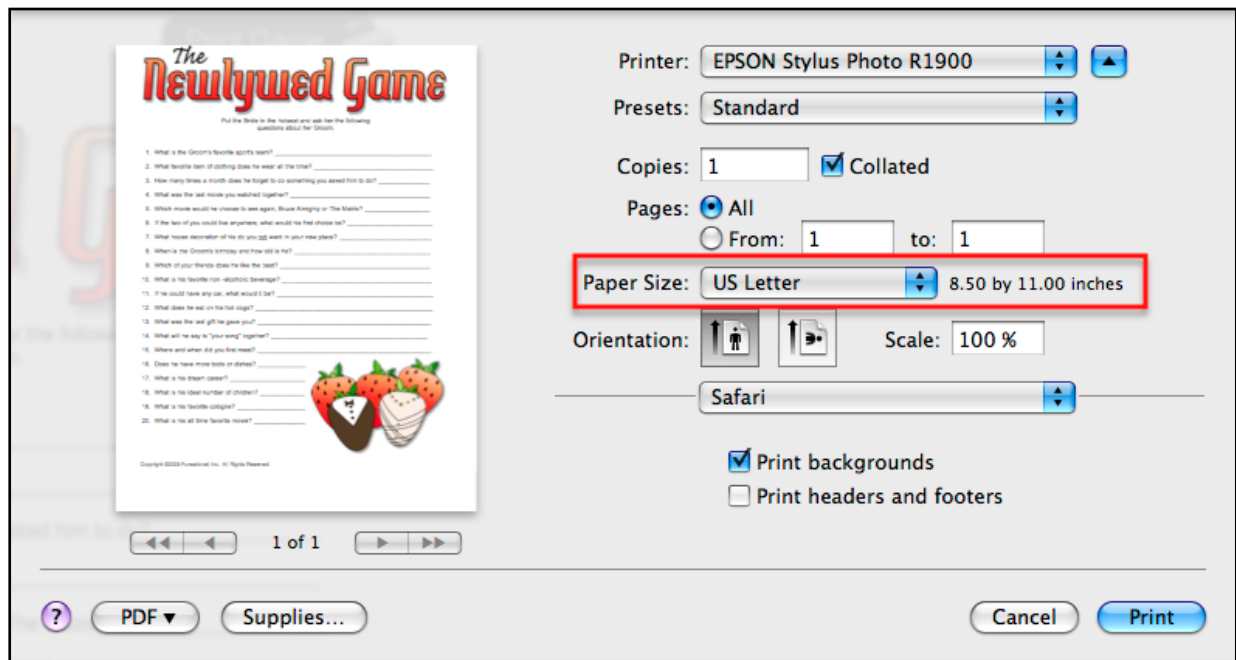 The
Newlywed Game
Put the Bride in the hotseat and ask her the following
questions about her Groom.
1. What is the Groom's favorite sport's team?
2. What favorite item of clothing does he wear all the time?
3. How many times a month does he forget to do something you asked him to do?
4. What was the last movie you watched together?
5. Which movie would he choose to see again, Bruce Almighty or The Matrix?
6. If the two of you could live anywhere, what would his first choice be?
7. What house decoration of his do you not want in your new place?
8. When is the Groom's birthday and how old is he?
9. Which of your friends does he like the best?
10. What is his favorite non-alcoholic beverage?
11. If he could have any car, what would it be?
12. What does he eat on his hot dogs?
13. What was the last gift he gave you?
14. What will he say is "your song" together?
15. Where and when did you first meet?
16. Does he have more tools or dishes?
17. What is his dream career?
18. What is his ideal number of children?
19. What is his favorite cologne?
20. What is his all time favorite movie?
All Rights Reserved.
1 of 1
Printer: EPSON Stylus Photo R1900
Presets: Standard
Copies: 1 Collated
Pages: All
From: 1 to: 1
Paper Size: US Letter 8.50 by 11.00 inches
Orientation: Scale: 100 %
Safari
Print backgrounds
Print headers and footers
? PDF▼ Supplies... Cancel Print